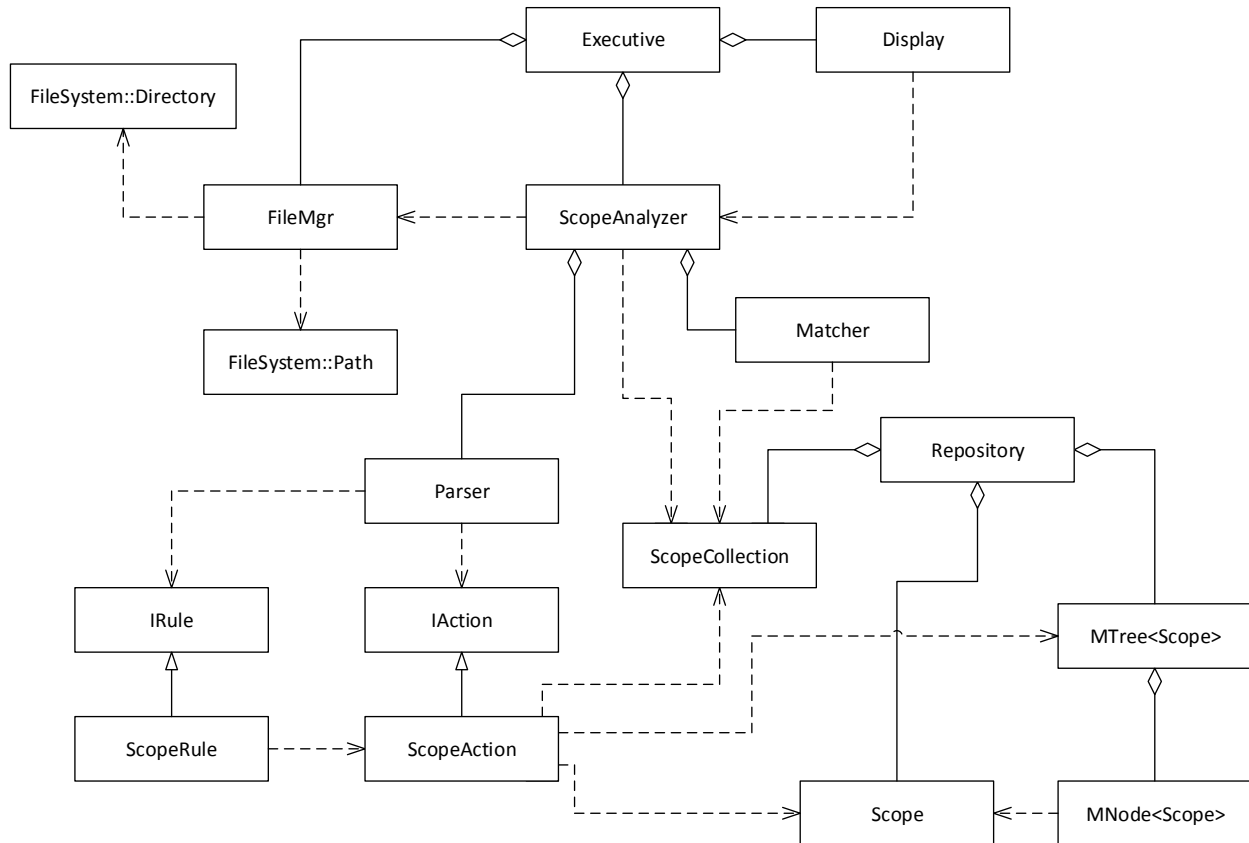 Executive
Display
FileSystem::Directory
FileMgr
ScopeAnalyzer
Matcher
FileSystem::Path
Repository
Parser
ScopeCollection
IRule
IAction
MTree<Scope>
ScopeRule
ScopeAction
Scope
MNode<Scope>